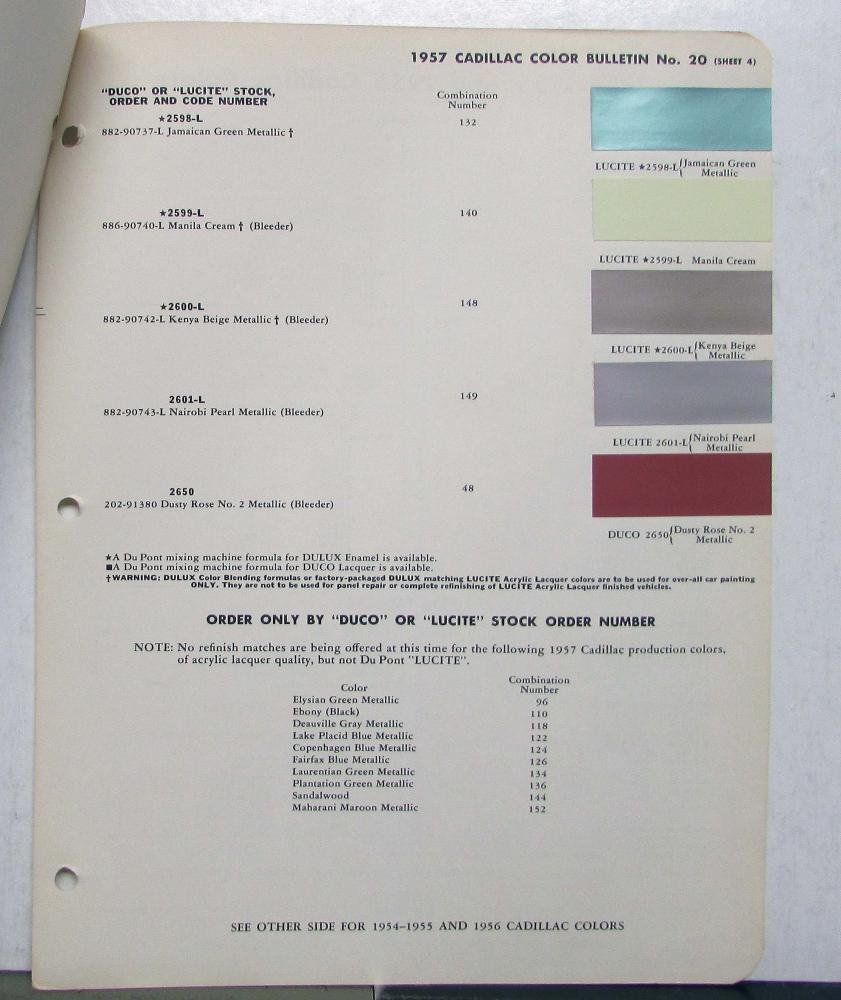 1957 CADILLAC COLOR BULLETIN No. 20 (SHEET 4)
"DUCO" OR "LUCITE" STOCK,
ORDER AND CODE NUMBER
Combination
Number
★2598-L
882-90737-L Jamaican Green Metallic †
132
LUCITE ★2598-L { Jamaican Green
Metallic
★2599-L
886-90740-L Manila Cream † (Bleeder)
140
LUCITE ★2599-L Manila Cream
★2600-L
882-90742-L Kenya Beige Metallic † (Bleeder)
148
LUCITE ★2600-L { Kenya Beige
Metallic
2601-L
882-90743-L Nairobi Pearl Metallic (Bleeder)
149
LUCITE 2601-L { Nairobi Pearl
Metallic
2650
202-91380 Dusty Rose No. 2 Metallic (Bleeder)
48
DUCO 2650 { Dusty Rose No. 2
Metallic
★A Du Pont mixing machine formula for DULUX Enamel is available.
■A Du Pont mixing machine formula for DUCO Lacquer is available.
†WARNING: DULUX Color Blending formulas or factory-packaged DULUX matching LUCITE Acrylic Lacquer colors are to be used for over-all car painting
ONLY. They are not to be used for panel repair or complete refinishing of LUCITE Acrylic Lacquer finished vehicles.
ORDER ONLY BY "DUCO" OR "LUCITE" STOCK ORDER NUMBER
NOTE: No refinish matches are being offered at this time for the following 1957 Cadillac production colors,
of acrylic lacquer quality, but not Du Pont "LUCITE".
Color
Combination
Number
Elysian Green Metallic 96
Ebony (Black) 110
Deauville Gray Metallic 118
Lake Placid Blue Metallic 122
Copenhagen Blue Metallic 124
Fairfax Blue Metallic 126
Laurentian Green Metallic 134
Plantation Green Metallic 136
Sandalwood 144
Maharani Maroon Metallic 152
SEE OTHER SIDE FOR 1954–1955 AND 1956 CADILLAC COLORS